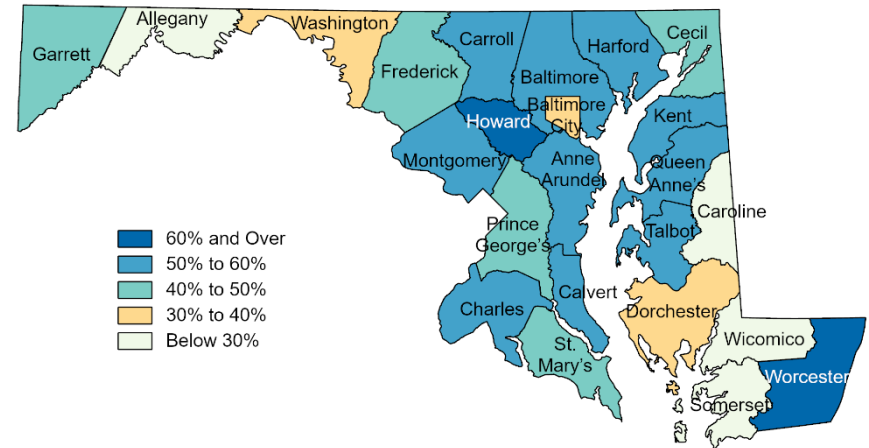 Allegany
Washington
Garrett
Frederick
Carroll
Harford
Cecil
Baltimore
Baltimore
City
Howard
Kent
Montgomery
Anne
Arundel
Queen
Anne's
Caroline
Prince
George's
Talbot
60% and Over
50% to 60%
40% to 50%
30% to 40%
Below 30%
Charles
Calvert
Dorchester
St.
Mary's
Wicomico
Worcester
Somerset